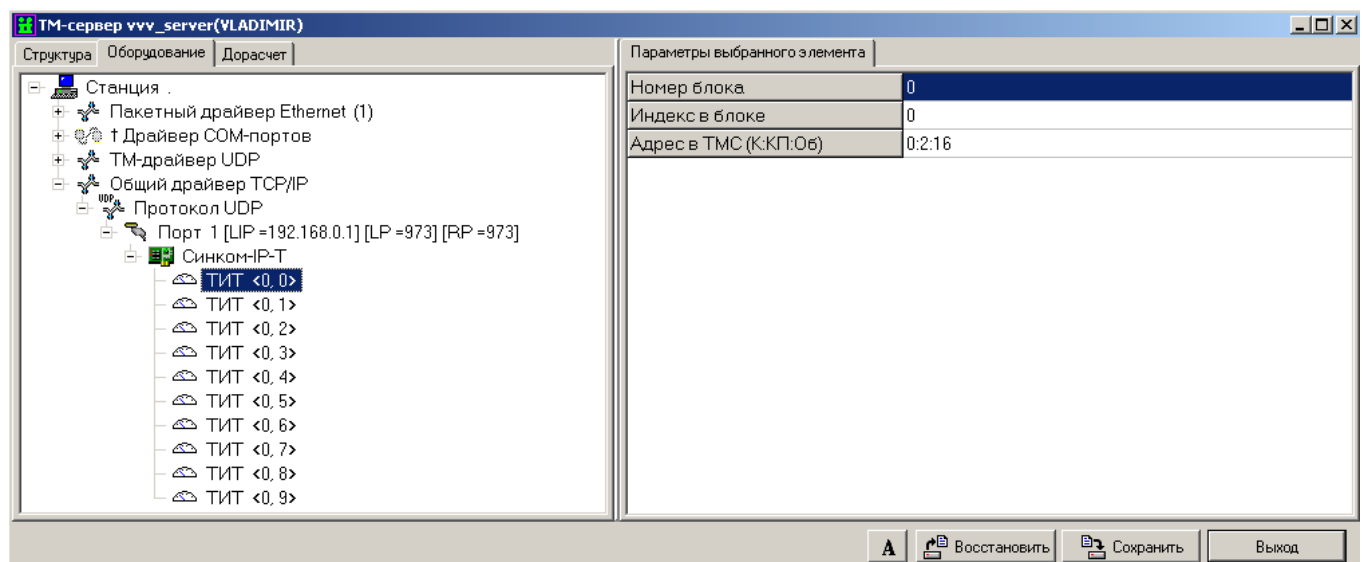 ТМ-сервер vvv_server(VLADIMIR)
Структура Оборудование Дорасчет
Параметры выбранного элемента
Станция .
Пакетный драйвер Ethernet (1)
† Драйвер COM-портов
ТМ-драйвер UDP
Общий драйвер TCP/IP
UDP Протокол UDP
Порт 1 [LIP =192.168.0.1] [LP =973] [RP =973]
Синком-IP-Т
ТИТ <0, 0>
ТИТ <0, 1>
ТИТ <0, 2>
ТИТ <0, 3>
ТИТ <0, 4>
ТИТ <0, 5>
ТИТ <0, 6>
ТИТ <0, 7>
ТИТ <0, 8>
ТИТ <0, 9>
Номер блока 0
Индекс в блоке 0
Адрес в ТМС (К:КП:Об) 0:2:16
A Восстановить Сохранить Выход